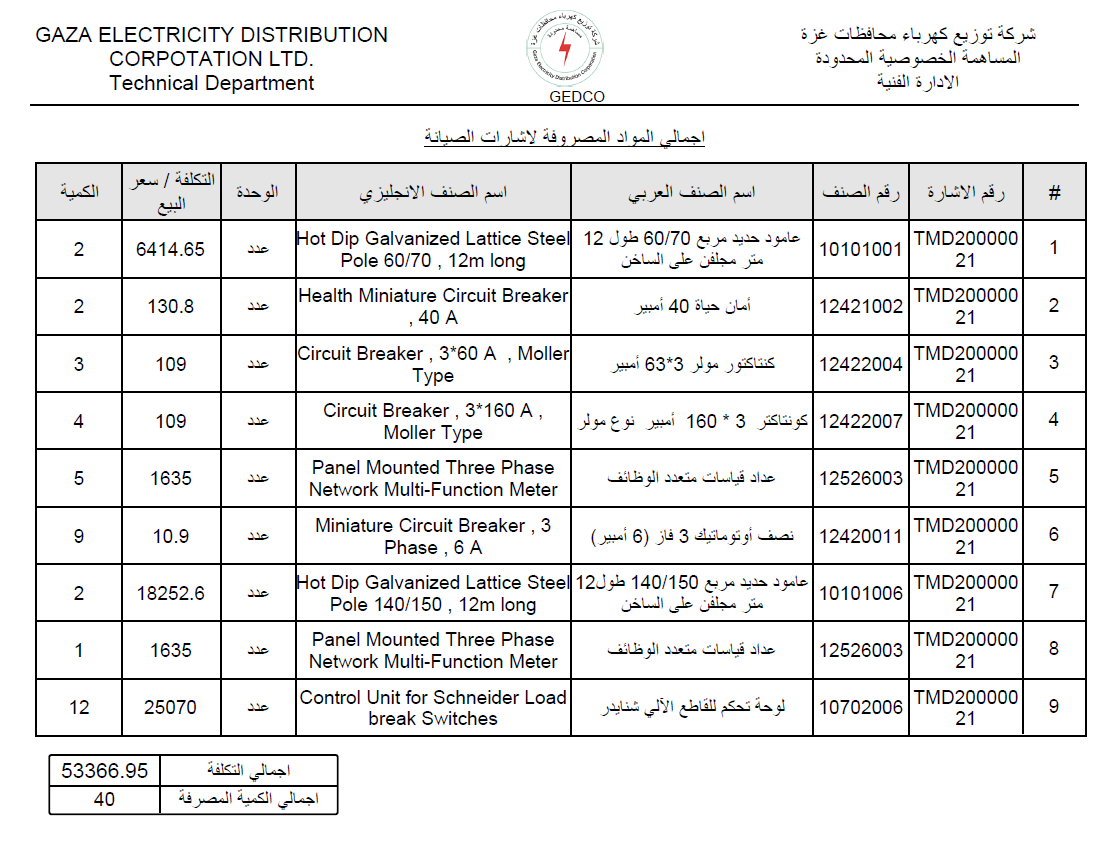 GAZA ELECTRICITY DISTRIBUTION
CORPOTATION LTD.
Technical Department
شركة توزيع كهرباء محافظات غزة
مساهمة خصوصية
Gaza Electricity Distribution Corporation
GEDCO
شركة توزيع كهرباء محافظات غزة
المساهمة الخصوصية المحدودة
الادارة الفنية
اجمالي المواد المصروفة لاشارات الصيانة
# رقم الاشارة رقم الصنف اسم الصنف العربي اسم الصنف الانجليزي الوحدة التكلفة / سعر البيع الكمية
1 TMD20000021 10101001 عامود حديد مربع 60/70 طول 12 متر مجلفن على الساخن Hot Dip Galvanized Lattice Steel Pole 60/70 , 12m long عدد 6414.65 2
2 TMD20000021 12421002 أمان حياة 40 أمبير Health Miniature Circuit Breaker , 40 A عدد 130.8 2
3 TMD20000021 12422004 كنتاكتور مولر 3*63 أمبير Circuit Breaker , 3*60 A , Moller Type عدد 109 3
4 TMD20000021 12422007 كونتاكتر 3 * 160 أمبير نوع مولر Circuit Breaker , 3*160 A , Moller Type عدد 109 4
5 TMD20000021 12526003 عداد قياسات متعدد الوظائف Panel Mounted Three Phase Network Multi-Function Meter عدد 1635 5
6 TMD20000021 12420011 نصف أوتوماتيك 3 فاز (6 أمبير) Miniature Circuit Breaker , 3 Phase , 6 A عدد 10.9 9
7 TMD20000021 10101006 عامود حديد مربع 140/150 طول12 متر مجلفن على الساخن Hot Dip Galvanized Lattice Steel Pole 140/150 , 12m long عدد 18252.6 2
8 TMD20000021 12526003 عداد قياسات متعدد الوظائف Panel Mounted Three Phase Network Multi-Function Meter عدد 1635 1
9 TMD20000021 10702006 لوحة تحكم للقاطع الآلي شنايدر Control Unit for Schneider Load break Switches عدد 25070 12
اجمالي التكلفة 53366.95
اجمالي الكمية المصرفة 40